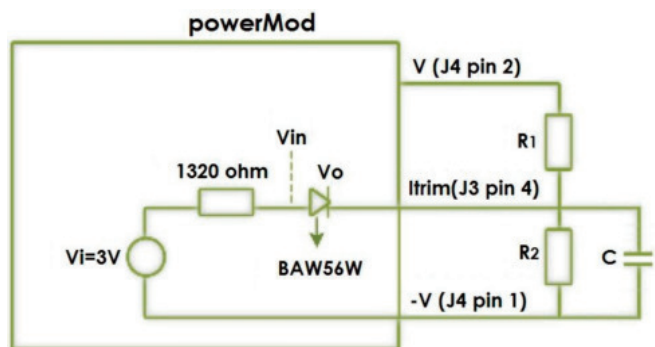 powerMod
V (J4 pin 2)
Vin
R1
1320 ohm
Vo
Itrim(J3 pin 4)
Vi=3V
BAW56W
R2
C
-V (J4 pin 1)